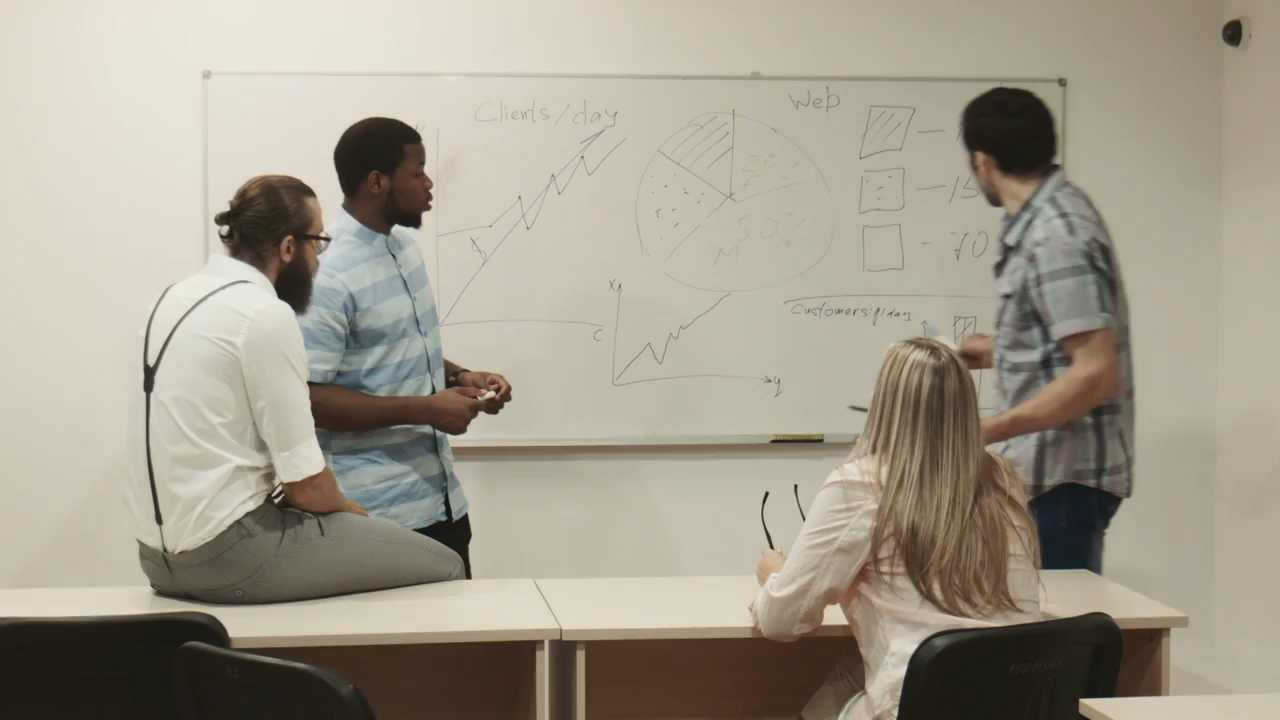 Clients/day
Web
20%
50%
M
— 15
- 70
Customers:p/day
x
C
y